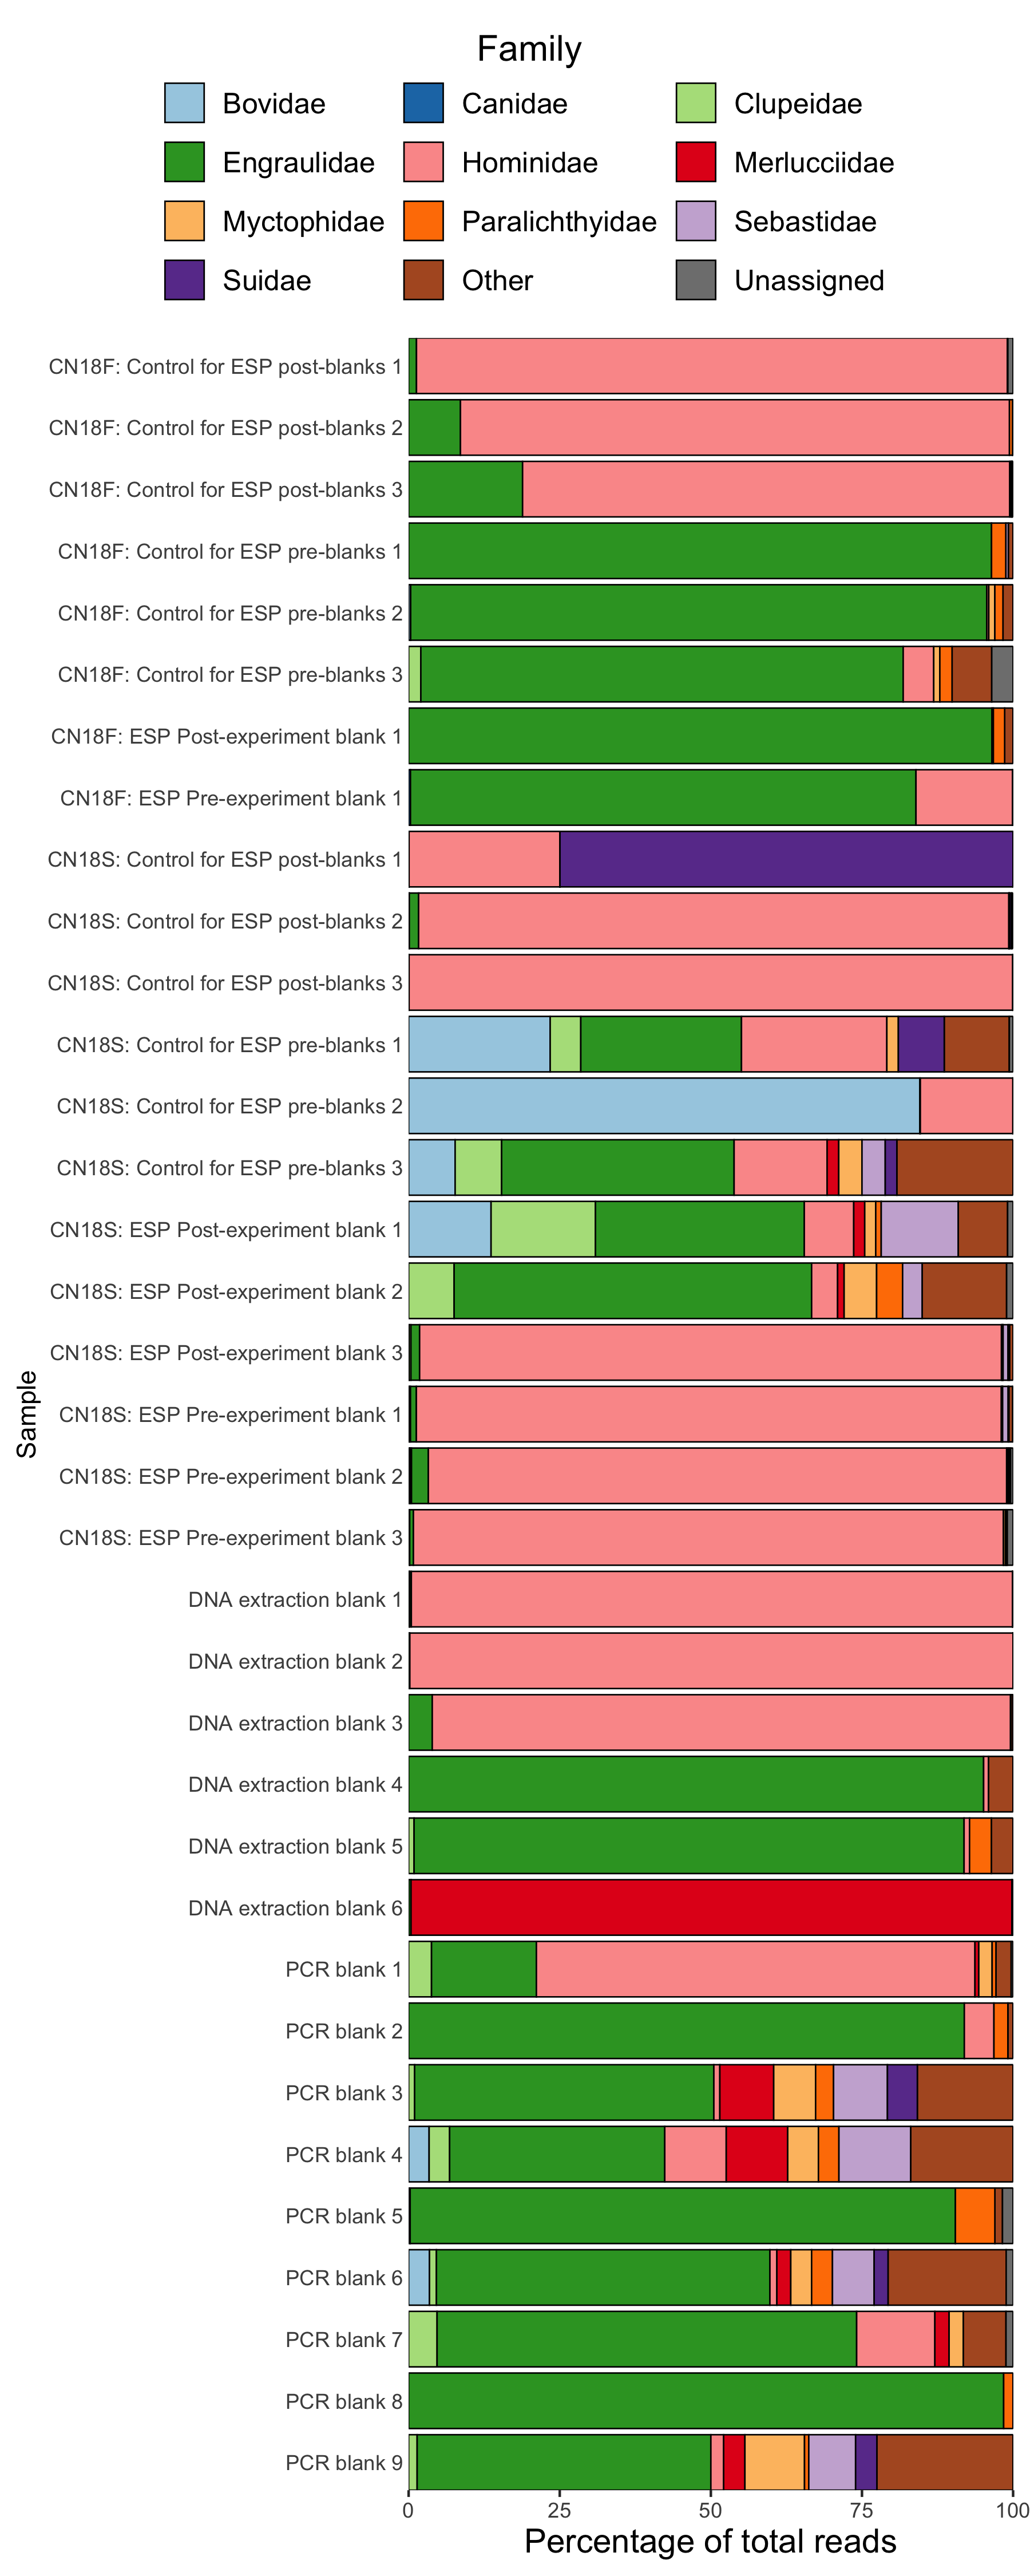 Family
Bovidae Canidae Clupeidae
Engraulidae Hominidae Merlucciidae
Myctophidae Paralichthyidae Sebastidae
Suidae Other Unassigned
CN18F: Control for ESP post-blanks 1
CN18F: Control for ESP post-blanks 2
CN18F: Control for ESP post-blanks 3
CN18F: Control for ESP pre-blanks 1
CN18F: Control for ESP pre-blanks 2
CN18F: Control for ESP pre-blanks 3
CN18F: ESP Post-experiment blank 1
CN18F: ESP Pre-experiment blank 1
CN18S: Control for ESP post-blanks 1
CN18S: Control for ESP post-blanks 2
CN18S: Control for ESP post-blanks 3
CN18S: Control for ESP pre-blanks 1
CN18S: Control for ESP pre-blanks 2
CN18S: Control for ESP pre-blanks 3
CN18S: ESP Post-experiment blank 1
CN18S: ESP Post-experiment blank 2
CN18S: ESP Post-experiment blank 3
CN18S: ESP Pre-experiment blank 1
CN18S: ESP Pre-experiment blank 2
CN18S: ESP Pre-experiment blank 3
DNA extraction blank 1
DNA extraction blank 2
DNA extraction blank 3
DNA extraction blank 4
DNA extraction blank 5
DNA extraction blank 6
PCR blank 1
PCR blank 2
PCR blank 3
PCR blank 4
PCR blank 5
PCR blank 6
PCR blank 7
PCR blank 8
PCR blank 9
Sample
0 25 50 75 100
Percentage of total reads